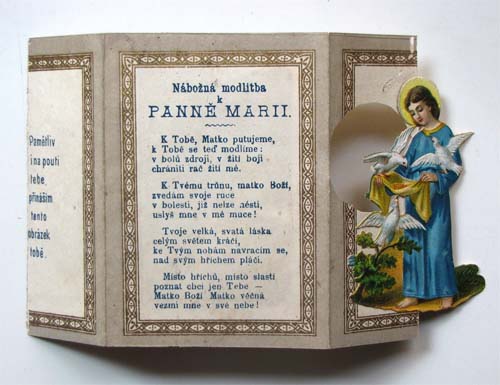 Pamětliv
i na pouti
tebe
přináším
tento
obrázek
tobě.
Nábožná modlitba
k
PANNĚ MARII.
K Tobě, Matko putujeme,
k Tobě se teď modlíme:
v bolů zdroji, v žití boji
chrániti rač žití mé.
K Tvému trůnu, matko Boží,
zvedám svoje ruce
v bolesti, již nelze nésti,
uslyš mne v mé muce!
Tvoje velká, svatá láska
celým světem kráčí,
ke Tvým nohám navracím se,
nad svým hříchem pláči.
Místo hříchů, místo slasti
poznat chci jen Tebe —
Matko Boží Matko věčná
vezmi mne v své nebe!